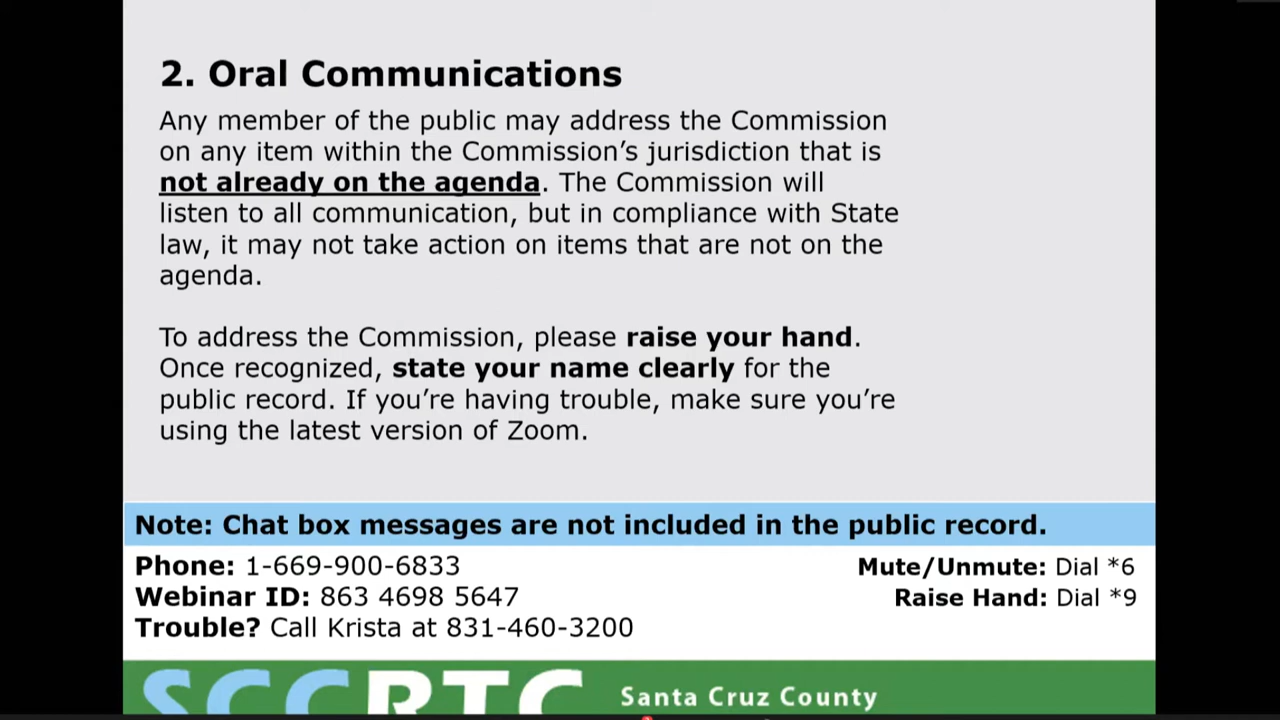 2. Oral Communications
Any member of the public may address the Commission
on any item within the Commission’s jurisdiction that is
not already on the agenda. The Commission will
listen to all communication, but in compliance with State
law, it may not take action on items that are not on the
agenda.
To address the Commission, please raise your hand.
Once recognized, state your name clearly for the
public record. If you’re having trouble, make sure you’re
using the latest version of Zoom.
Note: Chat box messages are not included in the public record.
Phone: 1-669-900-6833
Mute/Unmute: Dial *6
Webinar ID: 863 4698 5647
Raise Hand: Dial *9
Trouble? Call Krista at 831-460-3200
SCCRTC
Santa Cruz County